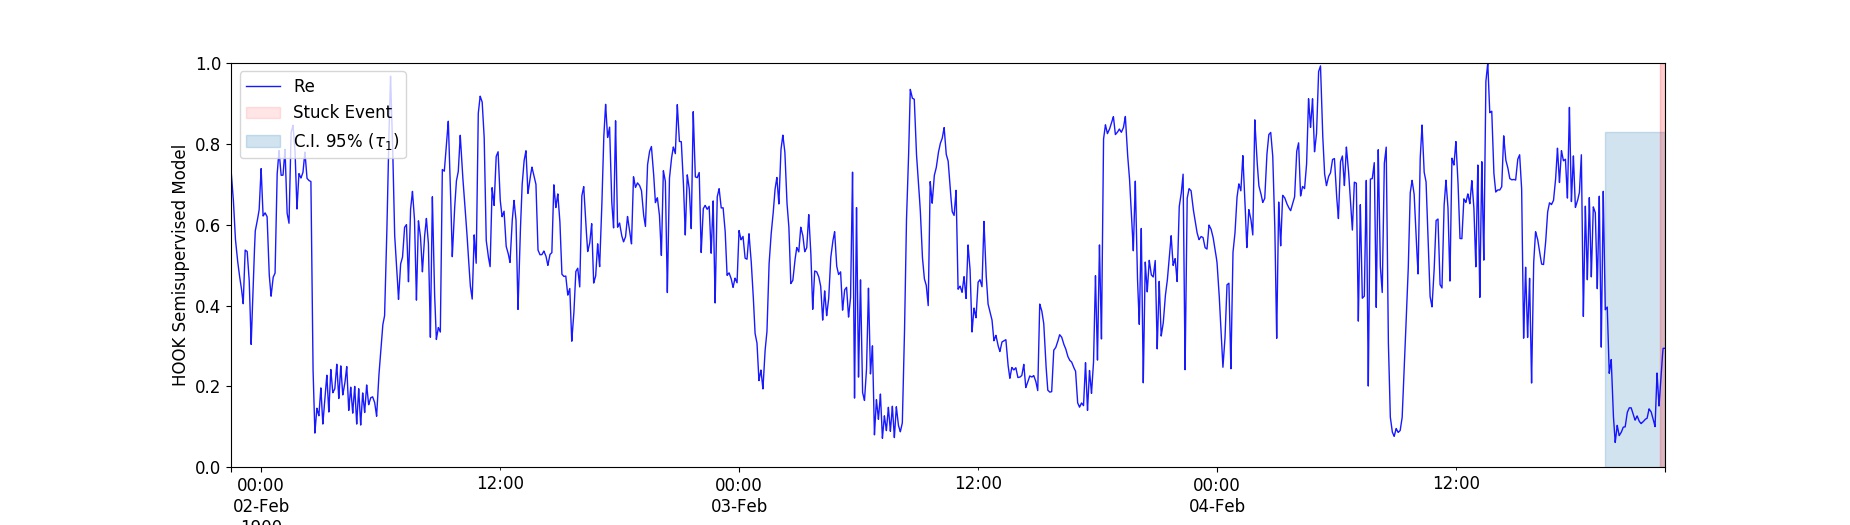 HOOK Semisupervised Model
1.0
0.8
0.6
0.4
0.2
0.0
Re
Stuck Event
C.I. 95% (τ₁)
00:00
02-Feb
1900
12:00
00:00
03-Feb
12:00
00:00
04-Feb
12:00